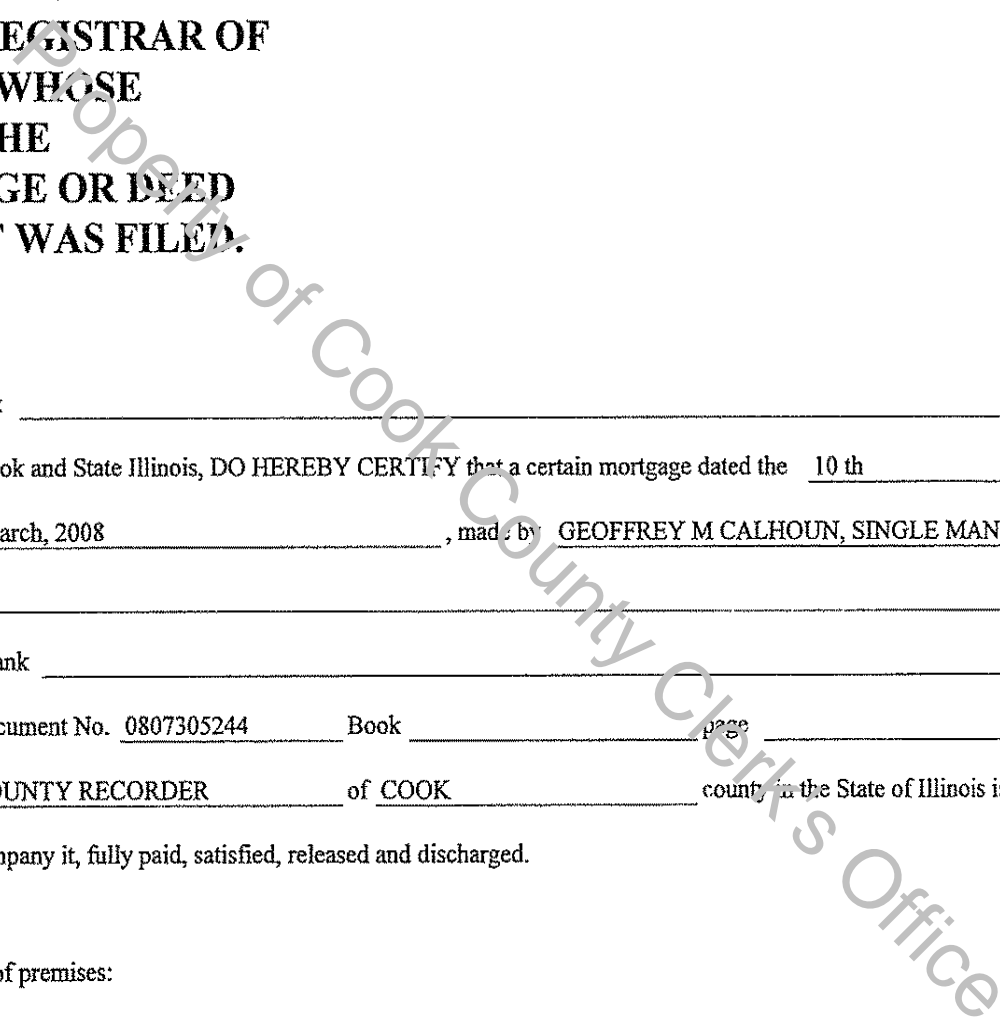 EGISTRAR OF
WHOSE
HE
GE OR DEED
WAS FILED.
ok and State Illinois, DO HEREBY CERTIFY that a certain mortgage dated the 10 th
arch, 2008 , made by GEOFFREY M CALHOUN, SINGLE MAN
ank
cument No. 0807305244 Book page
OUNTY RECORDER of COOK county in the State of Illinois is
mpany it, fully paid, satisfied, released and discharged.
of premises:
Property of Cook County Clerk's Office